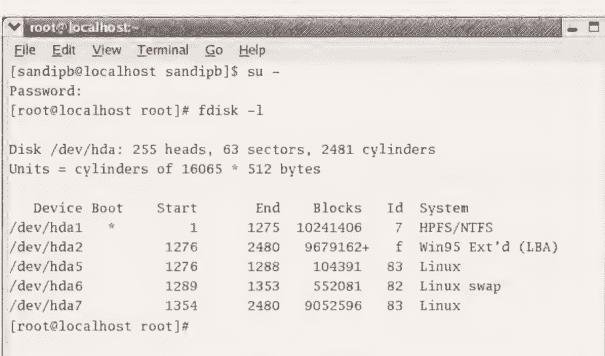 root@localhost:~
File Edit View Terminal Go Help
[sandipb@localhost sandipb]$ su -
Password:
[root@localhost root]# fdisk -l
Disk /dev/hda: 255 heads, 63 sectors, 2481 cylinders
Units = cylinders of 16065 * 512 bytes
Device Boot Start End Blocks Id System
/dev/hda1 * 1 1275 10241406 7 HPFS/NTFS
/dev/hda2 1276 2480 9679162+ f Win95 Ext'd (LBA)
/dev/hda5 1276 1288 104391 83 Linux
/dev/hda6 1289 1353 552081 82 Linux swap
/dev/hda7 1354 2480 9052596 83 Linux
[root@localhost root]#